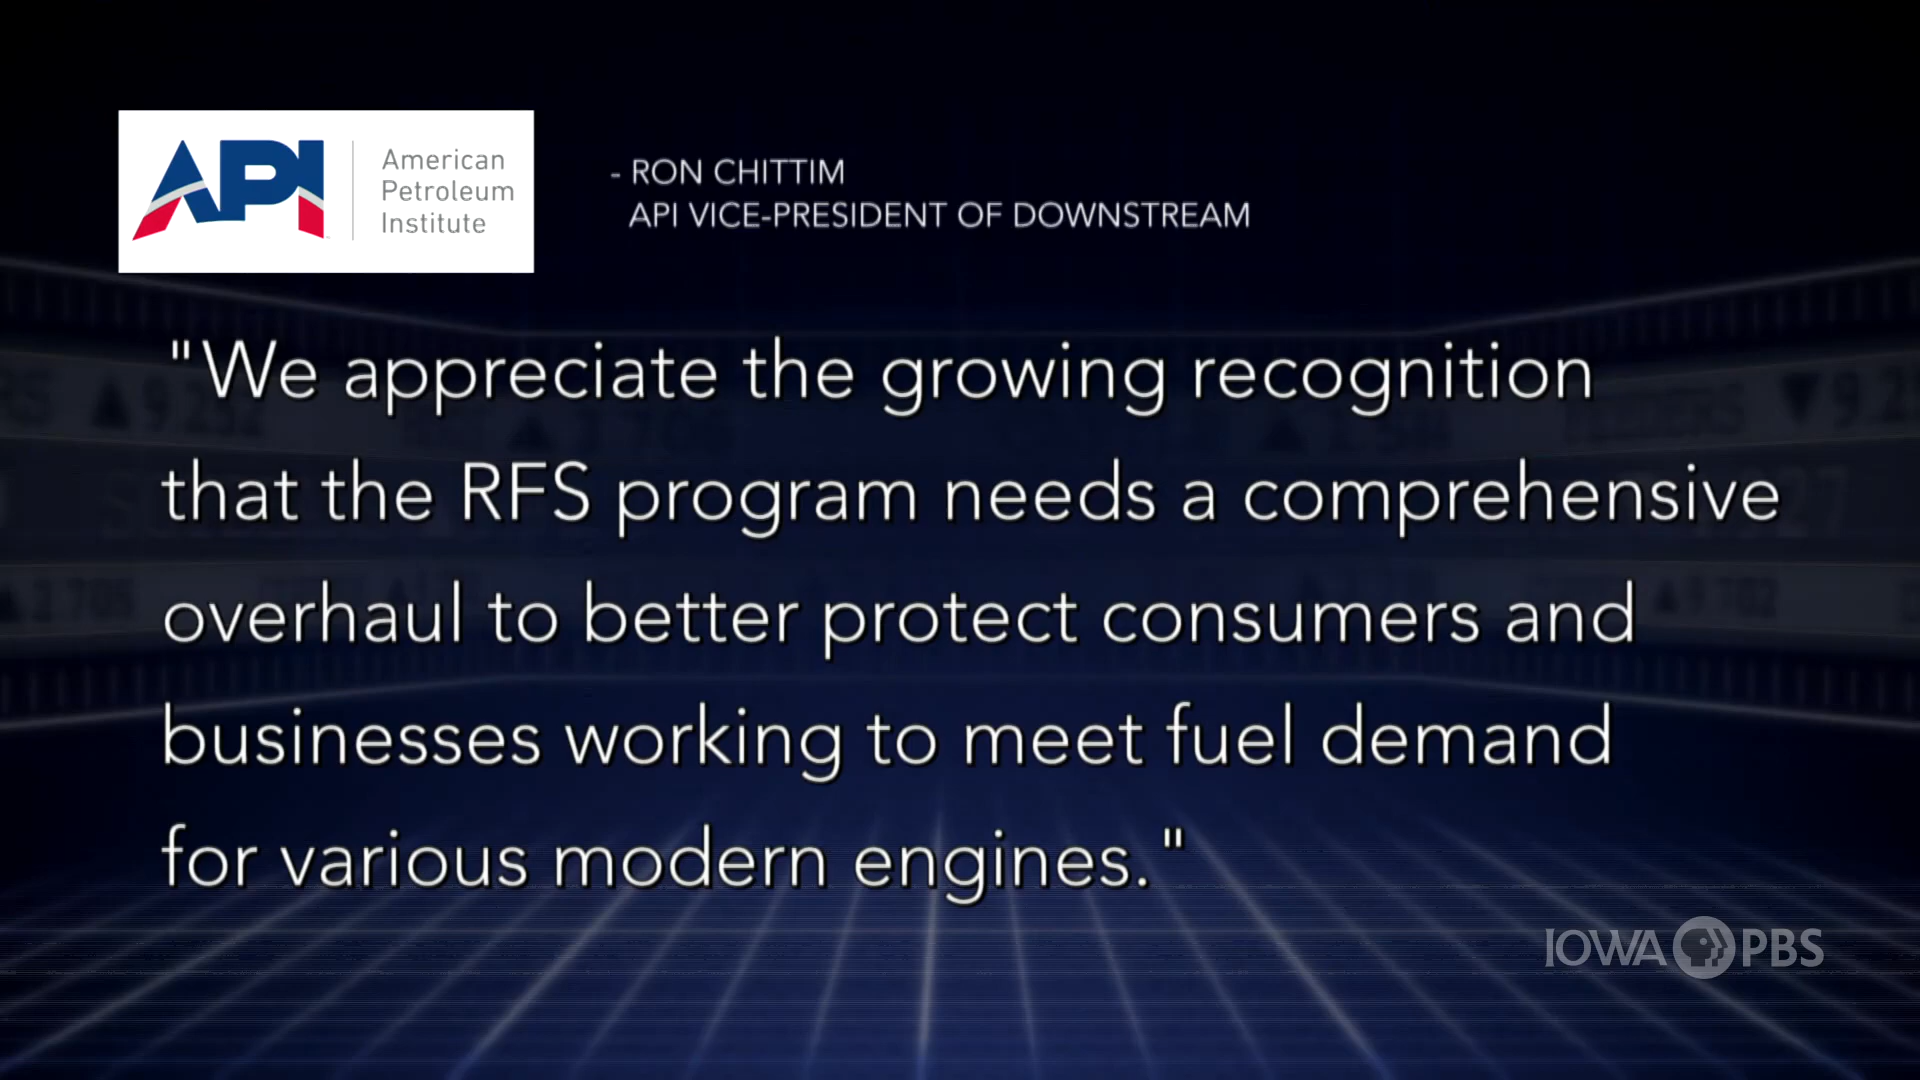 API
American
Petroleum
Institute
- RON CHITTIM
API VICE-PRESIDENT OF DOWNSTREAM
"We appreciate the growing recognition
that the RFS program needs a comprehensive
overhaul to better protect consumers and
businesses working to meet fuel demand
for various modern engines."
IOWA PBS